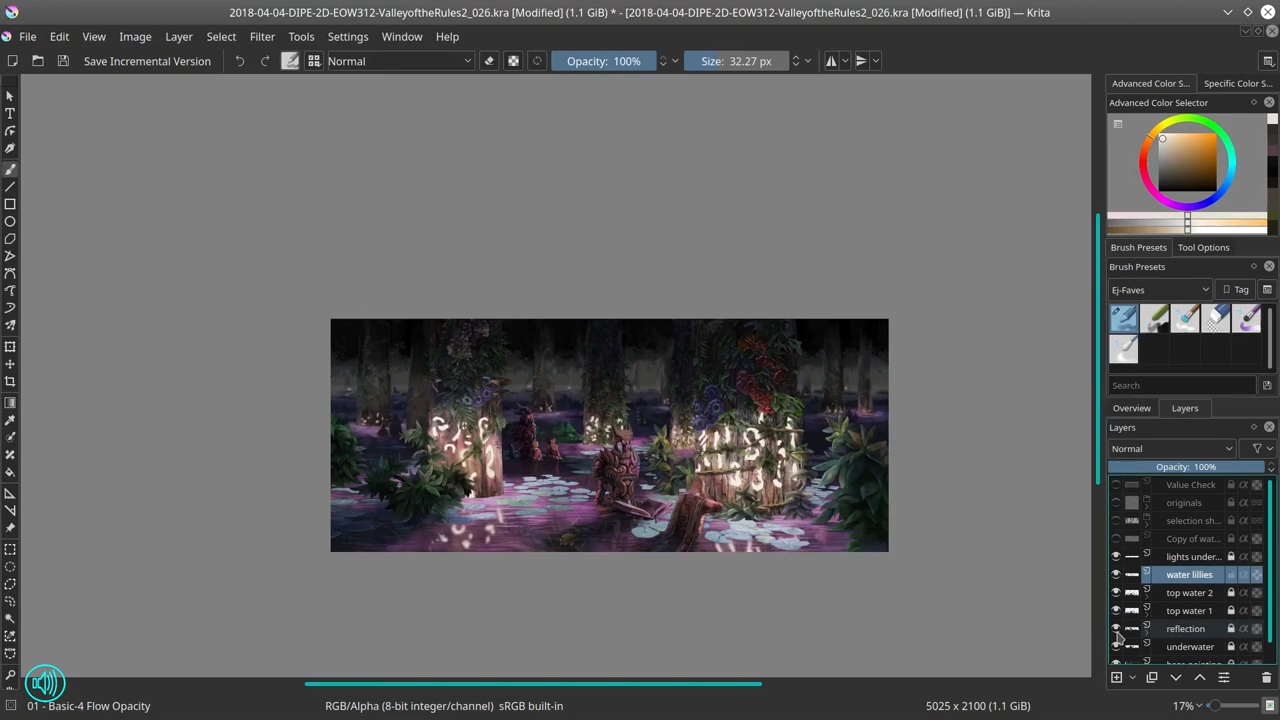 2018-04-04-DIPE-2D-EOW312-ValleyoftheRules2_026.kra [Modified] (1.1 GiB) * - [2018-04-04-DIPE-2D-EOW312-ValleyoftheRules2_026.kra [Modified] (1.1 GiB)] — Krita
File Edit View Image Layer Select Filter Tools Settings Window Help
Save Incremental Version Normal Opacity: 100% Size: 32.27 px
Advanced Color S... Specific Color S...
Advanced Color Selector
Brush Presets Tool Options
Brush Presets
Ej-Faves Tag
Search
Overview Layers
Layers
Normal
Opacity: 100%
Value Check
originals
selection sh...
Copy of wat...
lights under...
water lillies
top water 2
top water 1
reflection
underwater
01 - Basic-4 Flow Opacity RGB/Alpha (8-bit integer/channel) sRGB built-in 5025 x 2100 (1.1 GiB) 17%